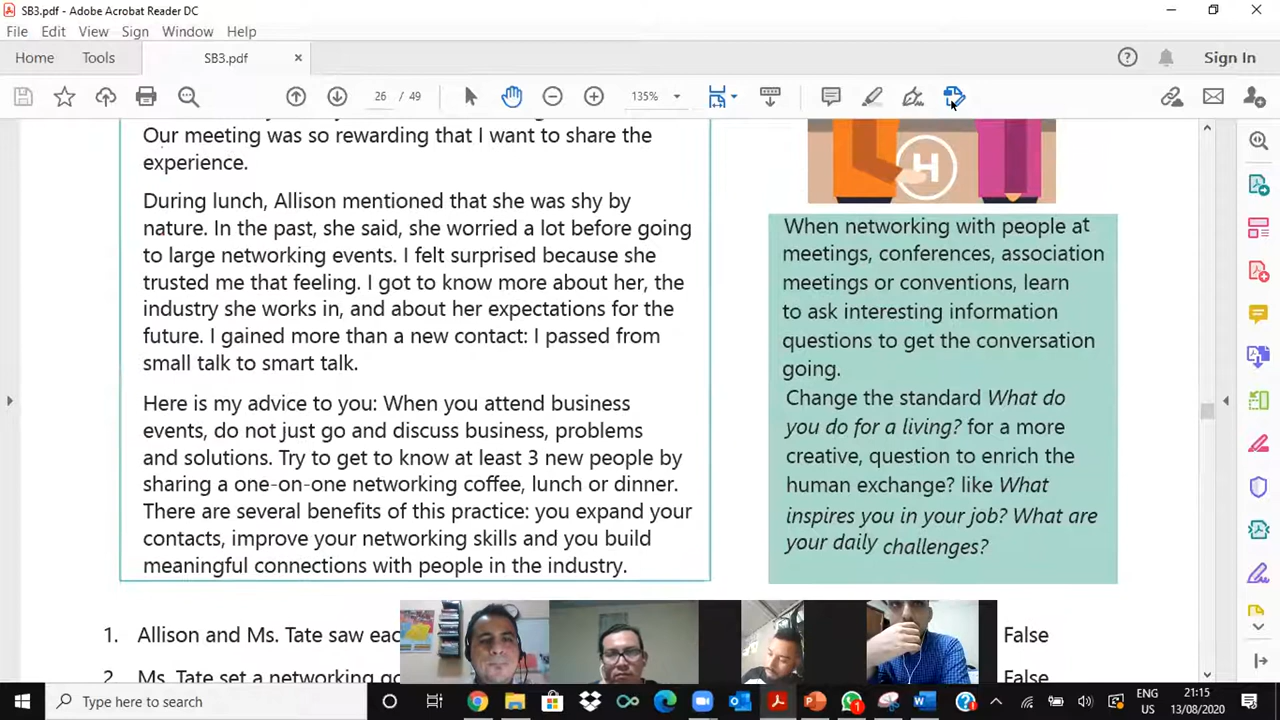 SB3.pdf - Adobe Acrobat Reader DC
File Edit View Sign Window Help
Home Tools SB3.pdf Sign In
26 / 49 135%
Our meeting was so rewarding that I want to share the
experience.
During lunch, Allison mentioned that she was shy by
nature. In the past, she said, she worried a lot before going
to large networking events. I felt surprised because she
trusted me that feeling. I got to know more about her, the
industry she works in, and about her expectations for the
future. I gained more than a new contact: I passed from
small talk to smart talk.
Here is my advice to you: When you attend business
events, do not just go and discuss business, problems
and solutions. Try to get to know at least 3 new people by
sharing a one-on-one networking coffee, lunch or dinner.
There are several benefits of this practice: you expand your
contacts, improve your networking skills and you build
meaningful connections with people in the industry.
H
When networking with people at
meetings, conferences, association
meetings or conventions, learn
to ask interesting information
questions to get the conversation
going.
Change the standard What do
you do for a living? for a more
creative, question to enrich the
human exchange? like What
inspires you in your job? What are
your daily challenges?
1. Allison and Ms. Tate saw eac False
2. Ms. Tate set a networking go False
Type here to search
ENG 21:15
US 13/08/2020